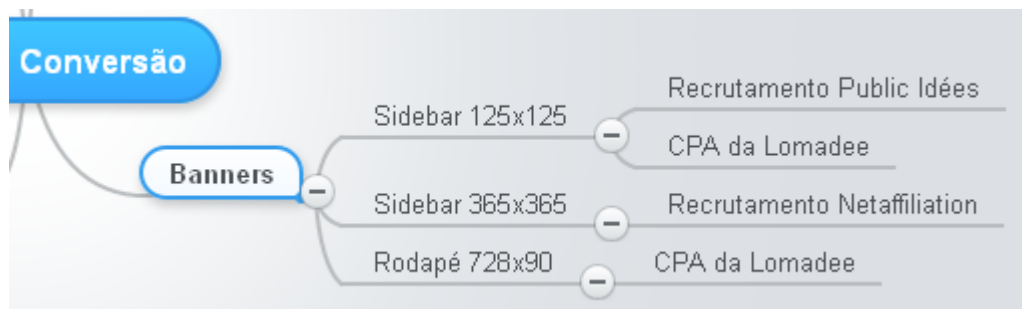 Conversão
Banners
Sidebar 125x125
Recrutamento Public Idées
CPA da Lomadee
Sidebar 365x365
Recrutamento Netaffiliation
Rodapé 728x90
CPA da Lomadee